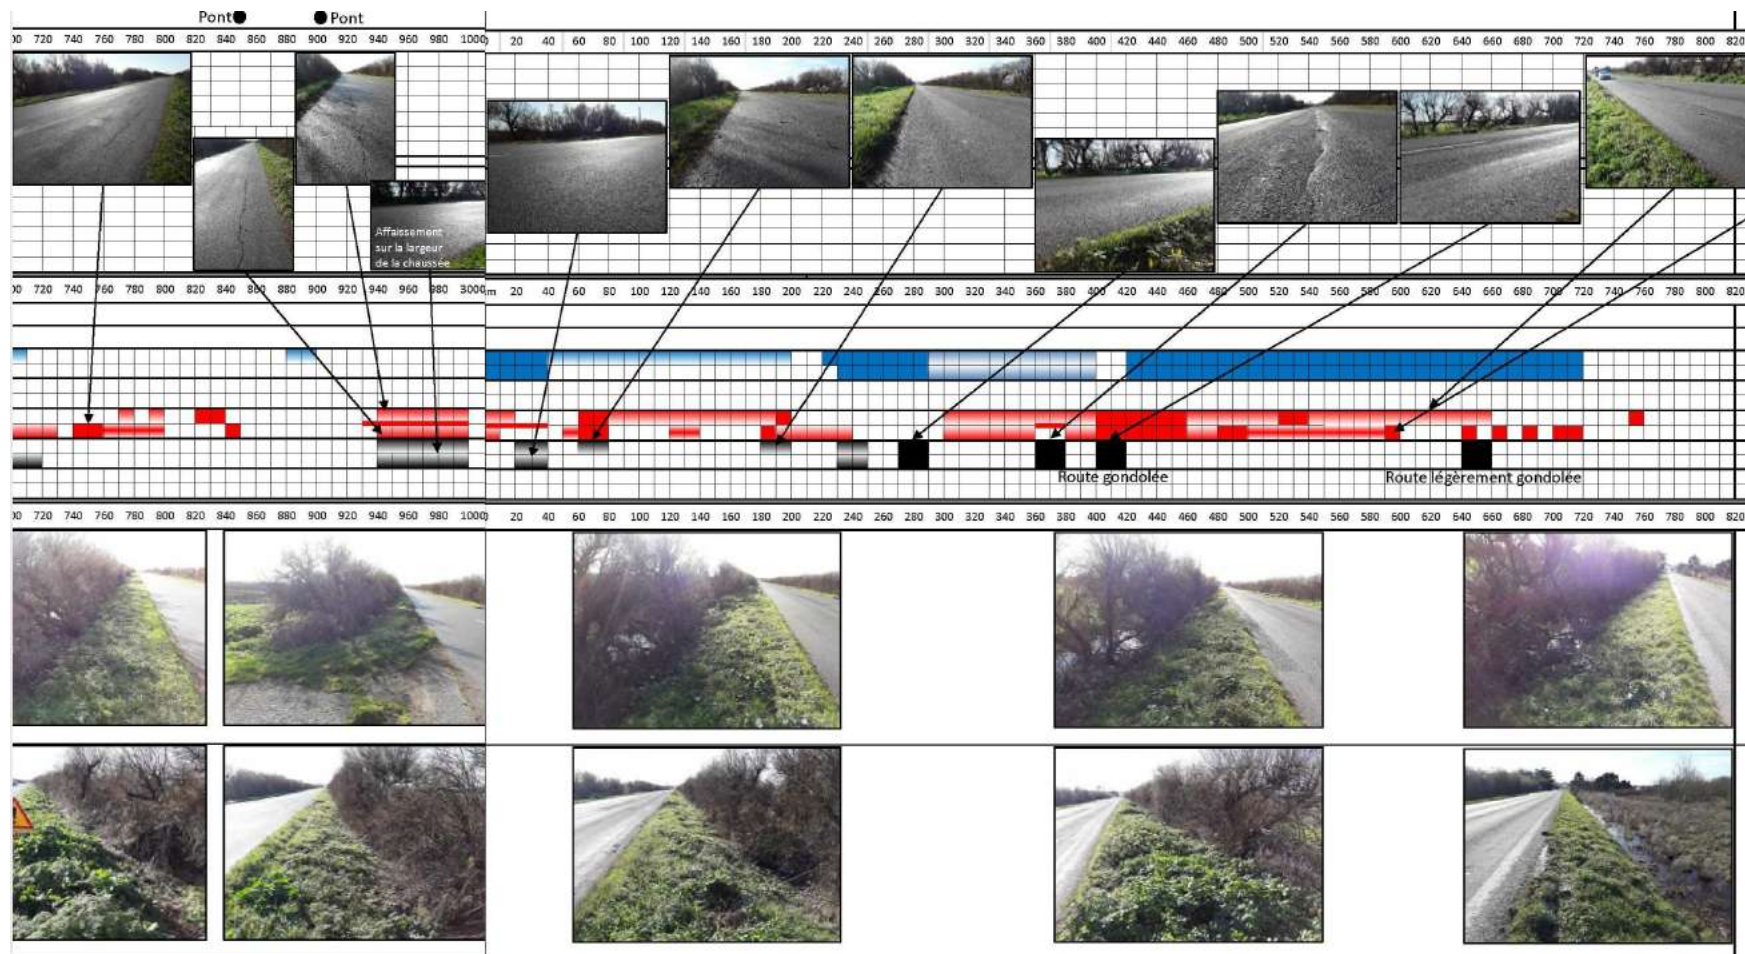 Pont Pont
00 720 740 760 780 800 820 840 860 880 900 920 940 960 980 1000 20 40 60 80 100 120 140 160 180 200 220 240 260 280 300 320 340 360 380 400 420 440 460 480 500 520 540 560 580 600 620 640 660 680 700 720 740 760 780 800 820
Affaissement
sur la largeur
de la chaussée
00 720 740 760 780 800 820 840 860 880 900 920 940 960 980 3000 m 20 40 60 80 100 120 140 160 180 200 220 240 260 280 300 320 340 360 380 400 420 440 460 480 500 520 540 560 580 600 620 640 660 680 700 720 740 760 780 800 820
Route gondolée Route légèrement gondolée
00 720 740 760 780 800 820 840 860 880 900 920 940 960 980 1000 20 40 60 80 100 120 140 160 180 200 220 240 260 280 300 320 340 360 380 400 420 440 460 480 500 520 540 560 580 600 620 640 660 680 700 720 740 760 780 800 820